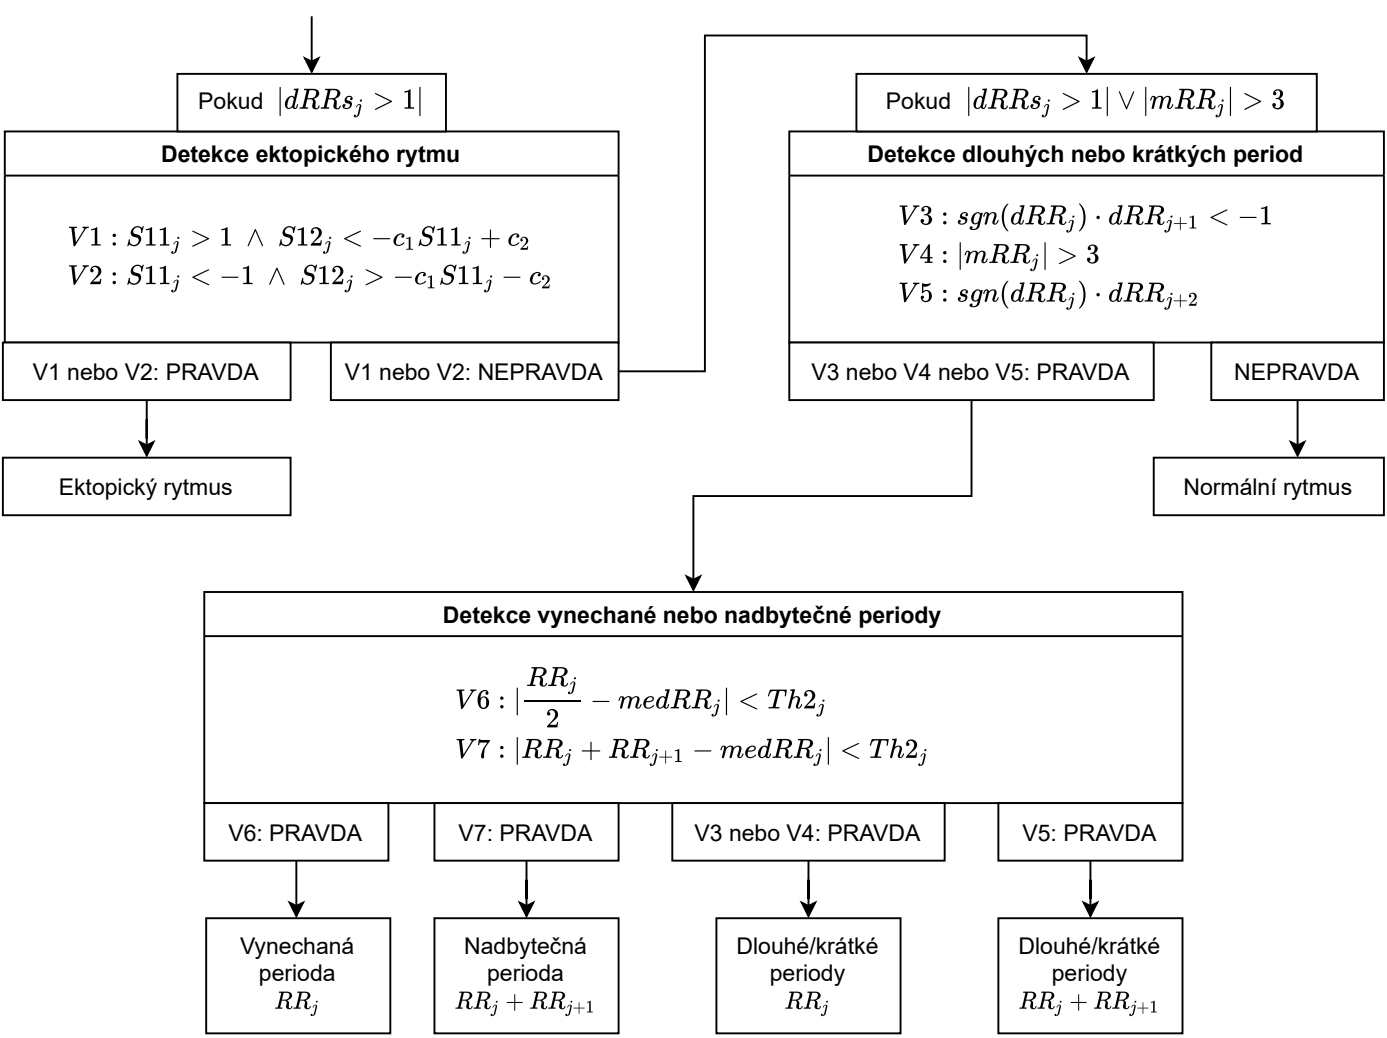 Pokud |dRRs_j > 1|
Detekce ektopického rytmu
V1 : S11_j > 1 ∧ S12_j < −c_1S11_j + c_2
V2 : S11_j < −1 ∧ S12_j > −c_1S11_j − c_2
V1 nebo V2: PRAVDA
V1 nebo V2: NEPRAVDA
Ektopický rytmus
Pokud |dRRs_j > 1| ∨ |mRR_j| > 3
Detekce dlouhých nebo krátkých period
V3 : sgn(dRR_j) · dRR_{j+1} < −1
V4 : |mRR_j| > 3
V5 : sgn(dRR_j) · dRR_{j+2}
V3 nebo V4 nebo V5: PRAVDA
NEPRAVDA
Normální rytmus
Detekce vynechané nebo nadbytečné periody
V6 : |\frac{RR_j}{2} − medRR_j| < Th2_j
V7 : |RR_j + RR_{j+1} − medRR_j| < Th2_j
V6: PRAVDA
V7: PRAVDA
V3 nebo V4: PRAVDA
V5: PRAVDA
Vynechaná
perioda
RR_j
Nadbytečná
perioda
RR_j + RR_{j+1}
Dlouhé/krátké
periody
RR_j
Dlouhé/krátké
periody
RR_j + RR_{j+1}